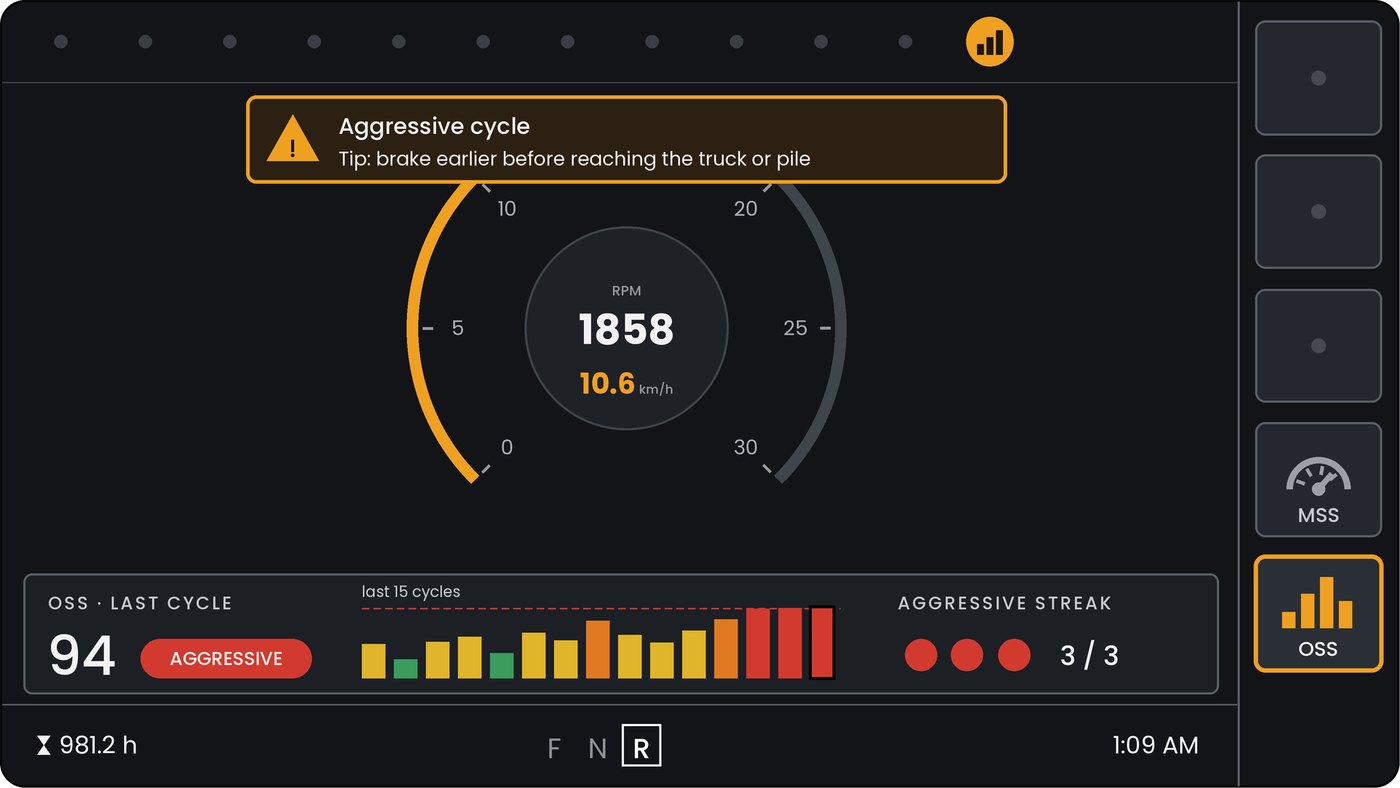 Aggressive cycle
Tip: brake earlier before reaching the truck or pile
10
20
5
25
0
30
RPM
1858
10.6 km/h
MSS
OSS
OSS · LAST CYCLE
94
AGGRESSIVE
last 15 cycles
AGGRESSIVE STREAK
3 / 3
981.2 h
F N R
1:09 AM